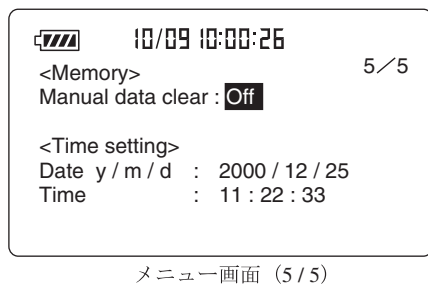 10/09 10:00:26
<Memory> 5／5
Manual data clear : Off
<Time setting>
Date y / m / d : 2000 / 12 / 25
Time : 11 : 22 : 33
メニュー画面（5 / 5）